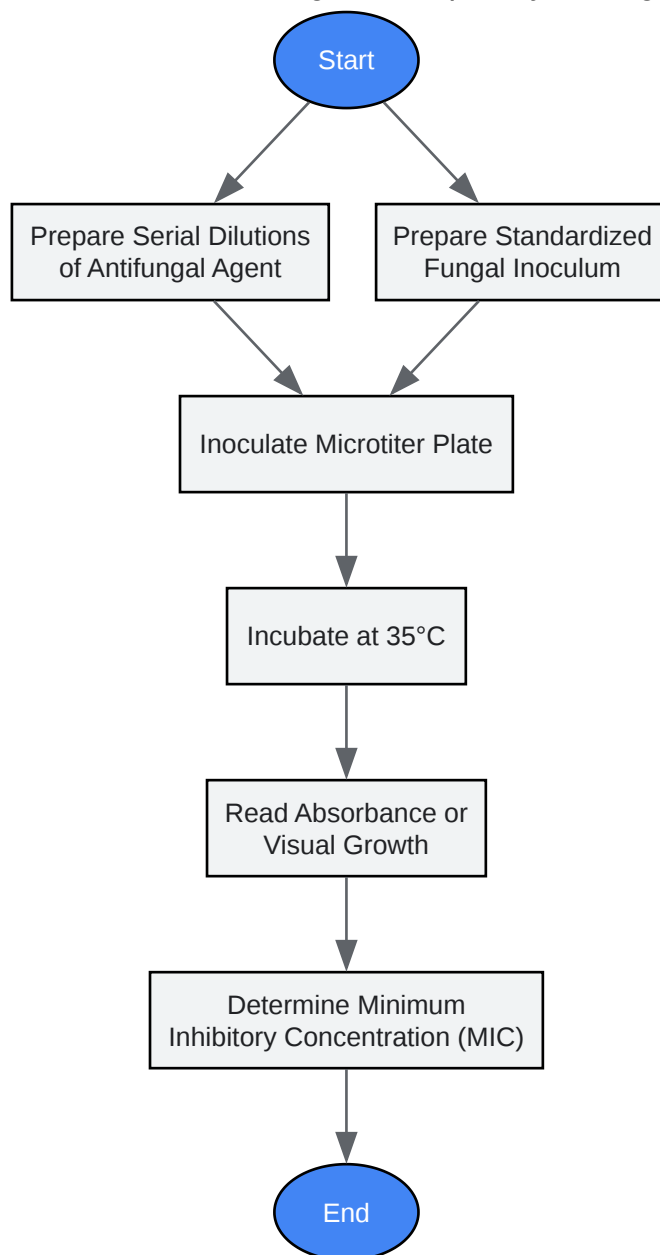 Start
Prepare Serial Dilutions
of Antifungal Agent
Prepare Standardized
Fungal Inoculum
Inoculate Microtiter Plate
Incubate at 35°C
Read Absorbance or
Visual Growth
Determine Minimum
Inhibitory Concentration (MIC)
End